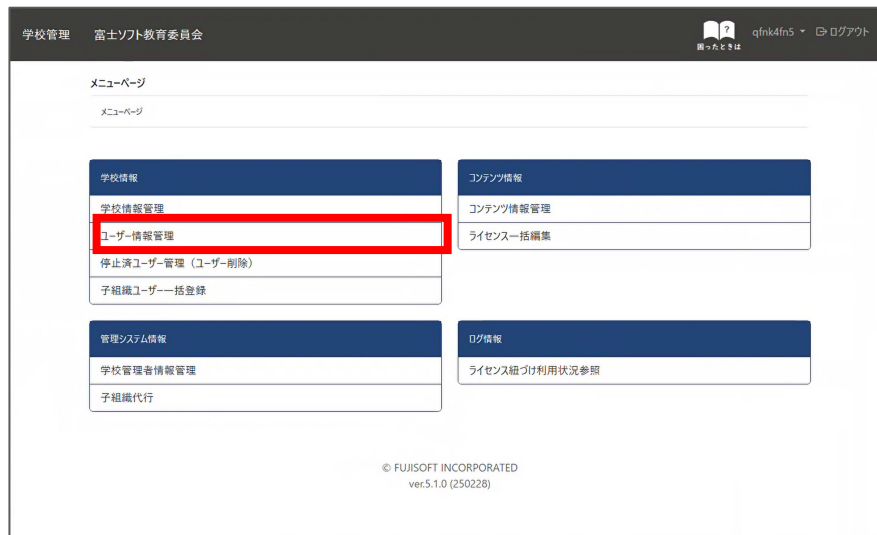 学校管理 富士ソフト教育委員会
?
困ったときは
qfnk4fn5 ログアウト
メニューページ
メニューページ
学校情報
学校情報管理
ユーザー情報管理
停止済ユーザー管理（ユーザー削除）
子組織ユーザー一括登録
コンテンツ情報
コンテンツ情報管理
ライセンス一括編集
管理システム情報
学校管理者情報管理
子組織代行
ログ情報
ライセンス紐づけ利用状況参照
© FUJISOFT INCORPORATED
ver.5.1.0 (250228)